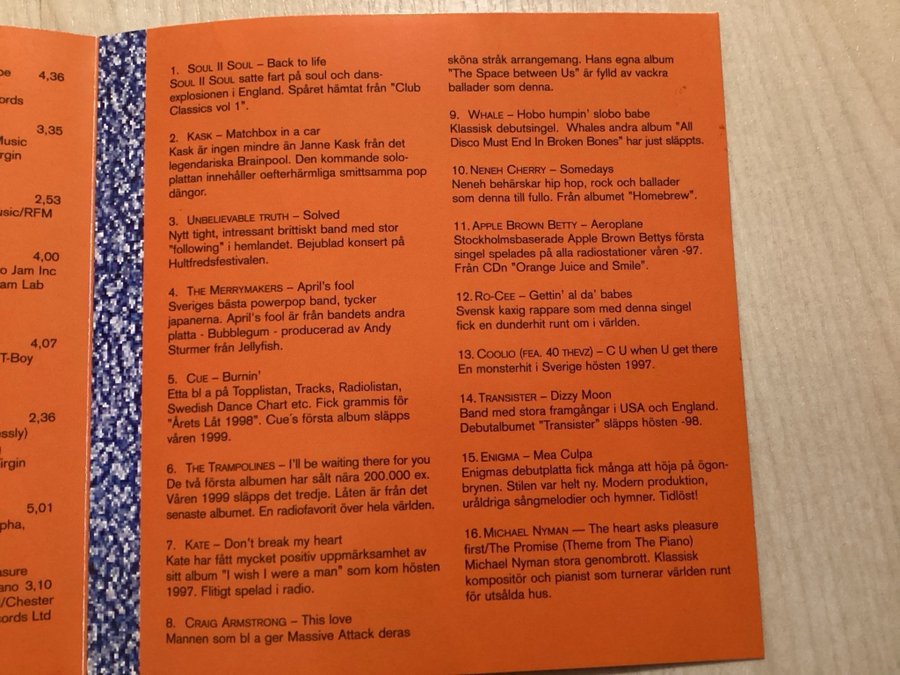 4,36
ords
3,35
Music
irgin
2,53
usic/RFM
4,00
o Jam Inc
am Lab
4,07
T-Boy
2,36
ssly)
irgin
5,01
pha,
asure
ano 3,10
/Chester
cords Ltd
1. SOUL II SOUL – Back to life
SOUL II SOUL satte fart på soul och dans-
explosionen i England. Spåret hämtat från "Club
Classics vol 1".
2. KASK – Matchbox in a car
Kask är ingen mindre än Janne Kask från det
legendariska Brainpool. Den kommande solo-
plattan innehåller oefterhärmliga smittsamma pop
dängor.
3. UNBELIEVABLE TRUTH – Solved
Nytt tight, intressant brittiskt band med stor
"following" i hemlandet. Bejublad konsert på
Hultfredsfestivalen.
4. THE MERRYMAKERS – April's fool
Sveriges bästa powerpop band, tycker
japanerna. April's fool är från bandets andra
platta - Bubblegum - producerad av Andy
Sturmer från Jellyfish.
5. CUE – Burnin'
Etta bl a på Topplistan, Tracks, Radiolistan,
Swedish Dance Chart etc. Fick grammis för
"Årets Låt 1998". Cue´s första album släpps
våren 1999.
6. THE TRAMPOLINES – I'll be waiting there for you
De två första albumen har sålt nära 200.000 ex.
Våren 1999 släpps det tredje. Låten är från det
senaste albumet. En radiofavorit över hela världen.
7. KATE – Don't break my heart
Kate har fått mycket positiv uppmärksamhet av
sitt album "I wish I were a man" som kom hösten
1997. Flitigt spelad i radio.
8. CRAIG ARMSTRONG – This love
Mannen som bl a ger Massive Attack deras
sköna stråk arrangemang. Hans egna album
"The Space between Us" är fylld av vackra
ballader som denna.
9. WHALE – Hobo humpin' slobo babe
Klassisk debutsingel. Whales andra album "All
Disco Must End In Broken Bones" har just släppts.
10. NENEH CHERRY – Somedays
Neneh behärskar hip hop, rock och ballader
som denna till fullo. Från albumet "Homebrew".
11. APPLE BROWN BETTY – Aeroplane
Stockholmsbaserade Apple Brown Bettys första
singel spelades på alla radiostationer våren -97.
Från CDn "Orange Juice and Smile".
12. RO-CEE – Gettin' al da' babes
Svensk kaxig rappare som med denna singel
fick en dunderhit runt om i världen.
13. COOLIO (FEA. 40 THEVZ) – C U when U get there
En monsterhit i Sverige hösten 1997.
14. TRANSISTER – Dizzy Moon
Band med stora framgångar i USA och England.
Debutalbumet "Transister" släpps hösten -98.
15. ENIGMA – Mea Culpa
Enigmas debutplatta fick många att höja på ögon-
brynen. Stilen var helt ny. Modern produktion,
uråldriga sångmelodier och hymner. Tidlöst!
16. MICHAEL NYMAN — The heart asks pleasure
first/The Promise (Theme from The Piano)
Michael Nyman stora genombrott. Klassisk
kompositör och pianist som turnerar världen runt
för utsålda hus.